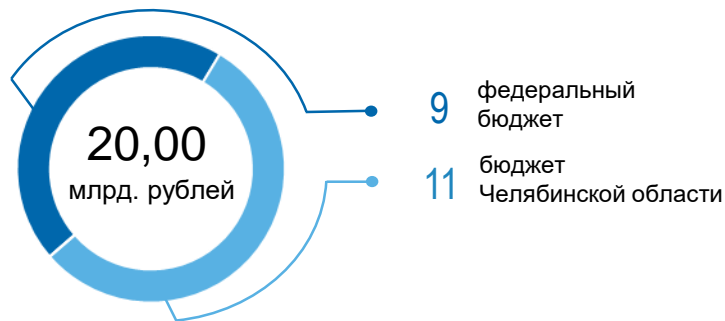 20,00
млрд. рублей
9
федеральный
бюджет
11
бюджет
Челябинской области